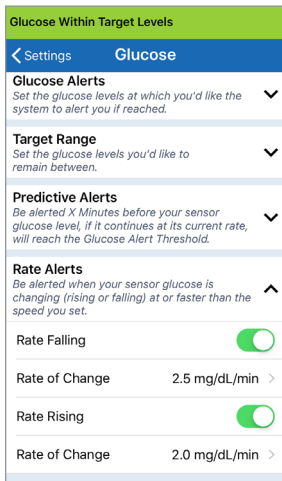 Glucose Within Target Levels
Settings
Glucose
Glucose Alerts
Set the glucose levels at which you'd like the
system to alert you if reached.
Target Range
Set the glucose levels you'd like to
remain between.
Predictive Alerts
Be alerted X Minutes before your sensor
glucose level, if it continues at its current rate,
will reach the Glucose Alert Threshold.
Rate Alerts
Be alerted when your sensor glucose is
changing (rising or falling) at or faster than the
speed you set.
Rate Falling
Rate of Change 2.5 mg/dL/min
Rate Rising
Rate of Change 2.0 mg/dL/min